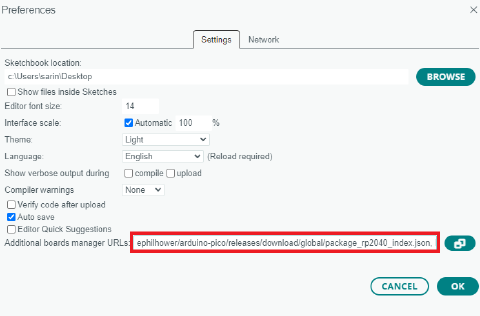 Preferences
Settings Network
Sketchbook location:
c:\Users\sarin\Desktop BROWSE
Show files inside Sketches
Editor font size: 14
Interface scale: Automatic 100 %
Theme: Light
Language: English (Reload required)
Show verbose output during compile upload
Compiler warnings None
Verify code after upload
Auto save
Editor Quick Suggestions
Additional boards manager URLs: ephilhower/arduino-pico/releases/download/global/package_rp2040_index.json,
CANCEL OK